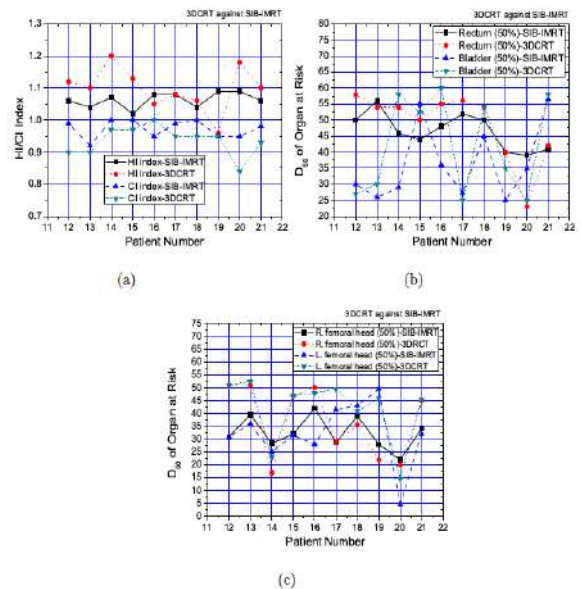 3DCRT against SIB-IMRT
HI/CI Index
1.3
1.2
1.1
1.0
0.9
0.8
0.7
HI index-SIB-IMRT
HI index-3DCRT
CI index-SIB-IMRT
CI index-3DCRT
11 12 13 14 15 16 17 18 19 20 21 22
Patient Number
(a)
3DCRT against SIB-IMRT
D50 of Organ at Risk
80
75
70
65
60
55
50
45
40
35
30
25
20
Rectum (50%)-SIB-IMRT
Rectum (50%)-3DCRT
Bladder (50%)-SIB-IMRT
Bladder (50%)-3DCRT
11 12 13 14 15 16 17 18 19 20 21 22
Patient Number
(b)
3DCRT against SIB-IMRT
D50 of Organ at Risk
75
70
65
60
55
50
45
40
35
30
25
20
15
10
5
0
R. femoral head (50%)-SIB-IMRT
R. femoral head (50%)-3DRCT
L. femoral head (50%)-SIB-IMRT
L. femoral head (50%)-3DCRT
11 12 13 14 15 16 17 18 19 20 21 22
Patient Number
(c)